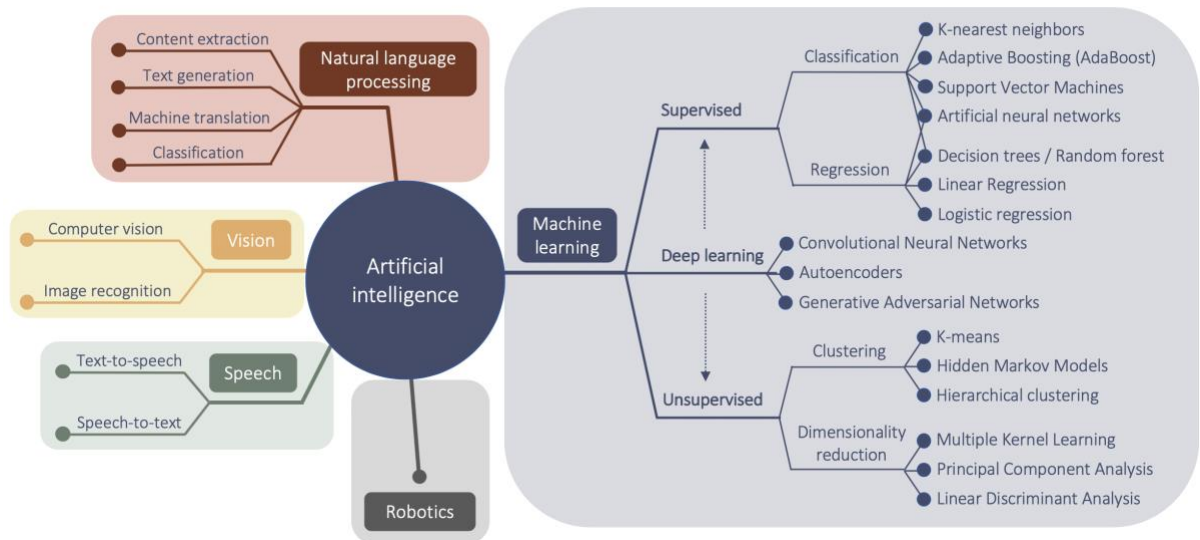 Natural language
processing
Content extraction
Text generation
Machine translation
Classification
Vision
Computer vision
Image recognition
Speech
Text-to-speech
Speech-to-text
Robotics
Artificial
intelligence
Machine
learning
Supervised
Classification
K-nearest neighbors
Adaptive Boosting (AdaBoost)
Support Vector Machines
Artificial neural networks
Decision trees / Random forest
Regression
Linear Regression
Logistic regression
Deep learning
Convolutional Neural Networks
Autoencoders
Generative Adversarial Networks
Unsupervised
Clustering
K-means
Hidden Markov Models
Hierarchical clustering
Dimensionality
reduction
Multiple Kernel Learning
Principal Component Analysis
Linear Discriminant Analysis